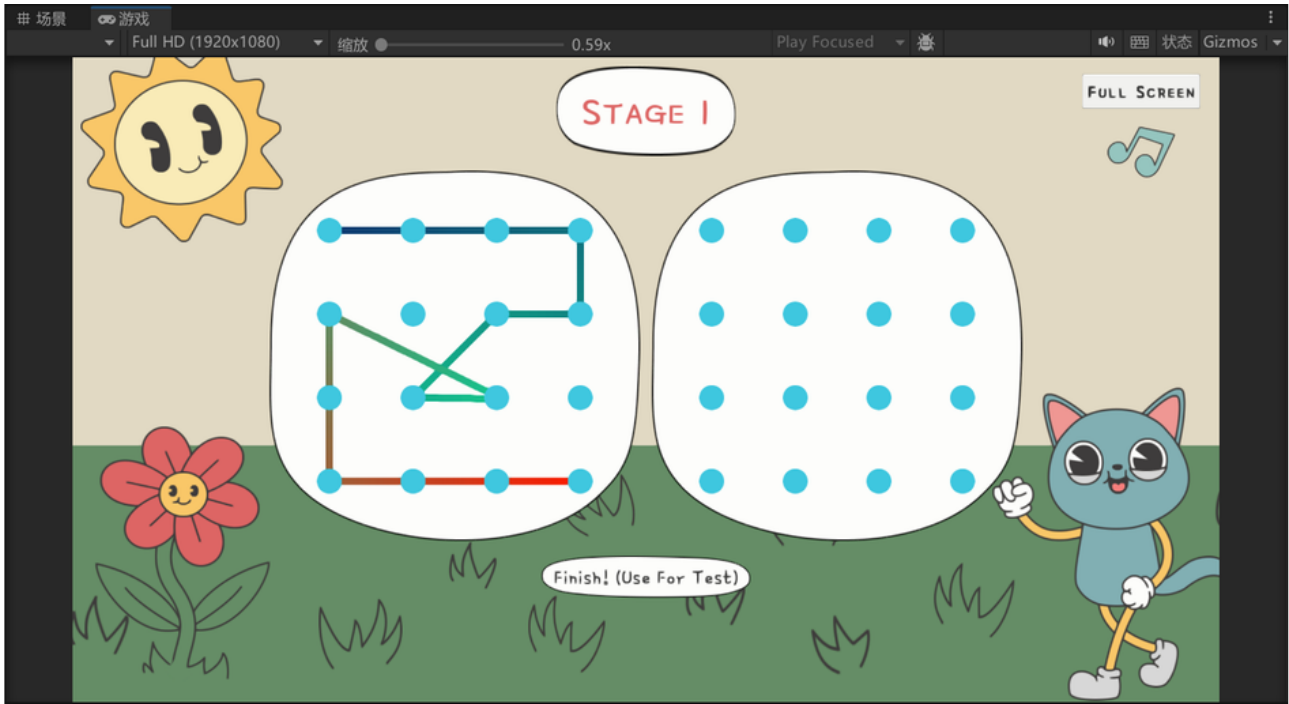 场景
游戏
Full HD (1920x1080)
缩放
0.59x
Play Focused
状态
Gizmos
STAGE 1
FULL SCREEN
Finish! (Use For Test)